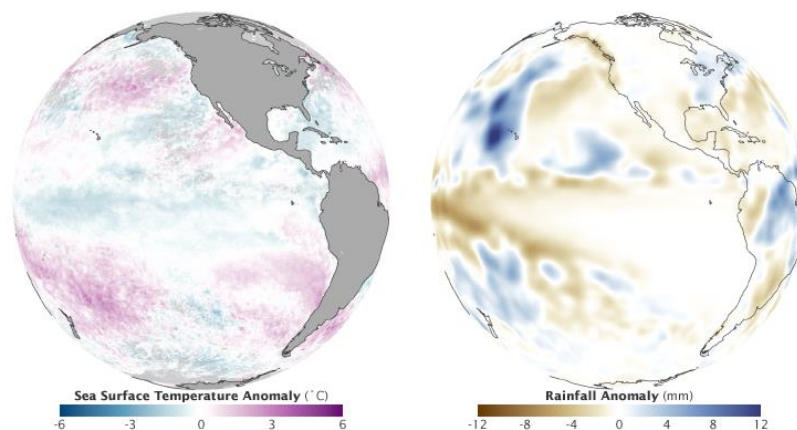 Sea Surface Temperature Anomaly (˚C)
-6 -3 0 3 6
Rainfall Anomaly (mm)
-12 -8 -4 0 4 8 12